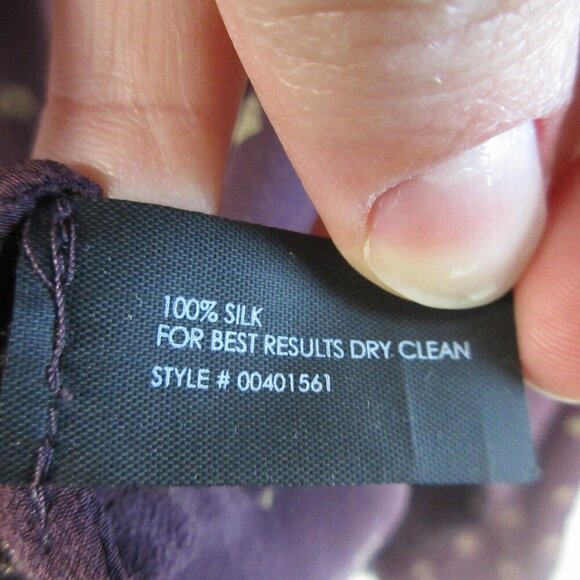 100% SILK
FOR BEST RESULTS DRY CLEAN
STYLE # 00401561